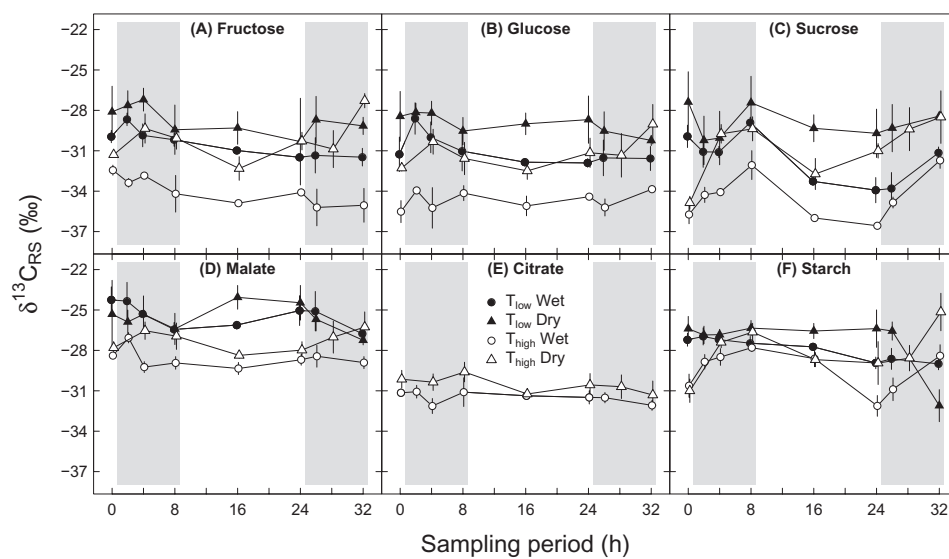 (A) Fructose
(B) Glucose
(C) Sucrose
−22
−25
−28
−31
−34
−37
(D) Malate
(E) Citrate
(F) Starch
T_low Wet
T_low Dry
T_high Wet
T_high Dry
−22
−25
−28
−31
−34
−37
δ¹³C_RS (‰)
0 8 16 24 32
0 8 16 24 32
0 8 16 24 32
Sampling period (h)